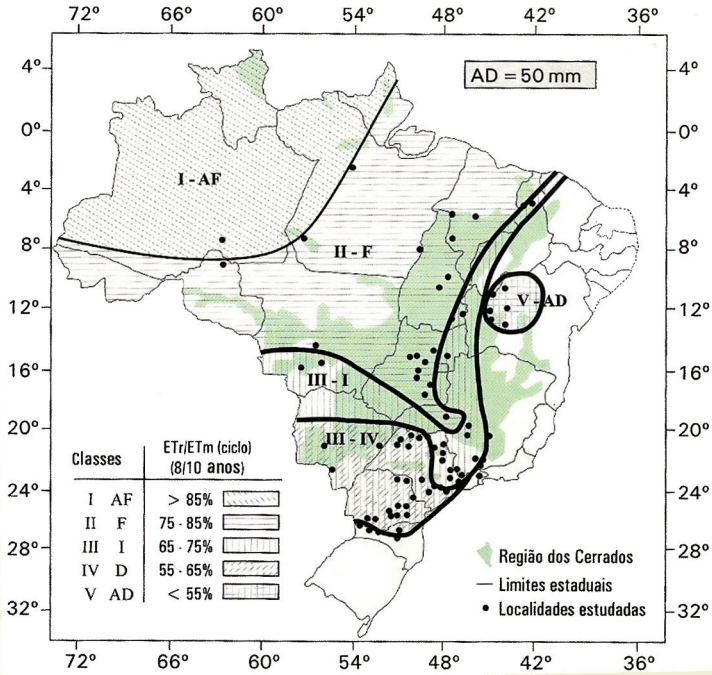 72° 66° 60° 54° 48° 42° 36°
AD = 50 mm
4° 4°
0° 0°
I - AF
4° 4°
II - F
8° 8°
V - AD
12° 12°
16° 16°
III - I
20° 20°
III - IV
Classes ETr/ETm (ciclo)
(8/10 anos)
24° 24°
I AF > 85%
II F 75 - 85%
III I 65 - 75%
IV D 55 - 65%
V AD < 55%
28° 28°
Região dos Cerrados
Limites estaduais
Localidades estudadas
32° 32°
72° 66° 60° 54° 48° 42° 36°